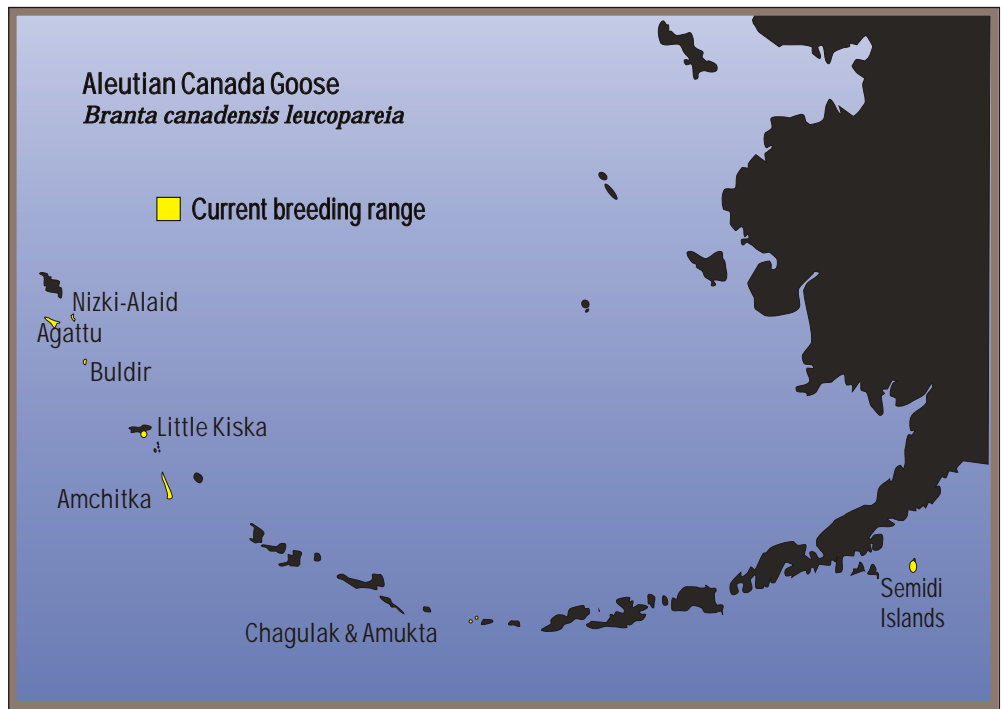 Aleutian Canada Goose
Branta canadensis leucopareia
Current breeding range
Nizki-Alaid
Agattu
Buldir
Little Kiska
Amchitka
Chagulak & Amukta
Semidi
Islands